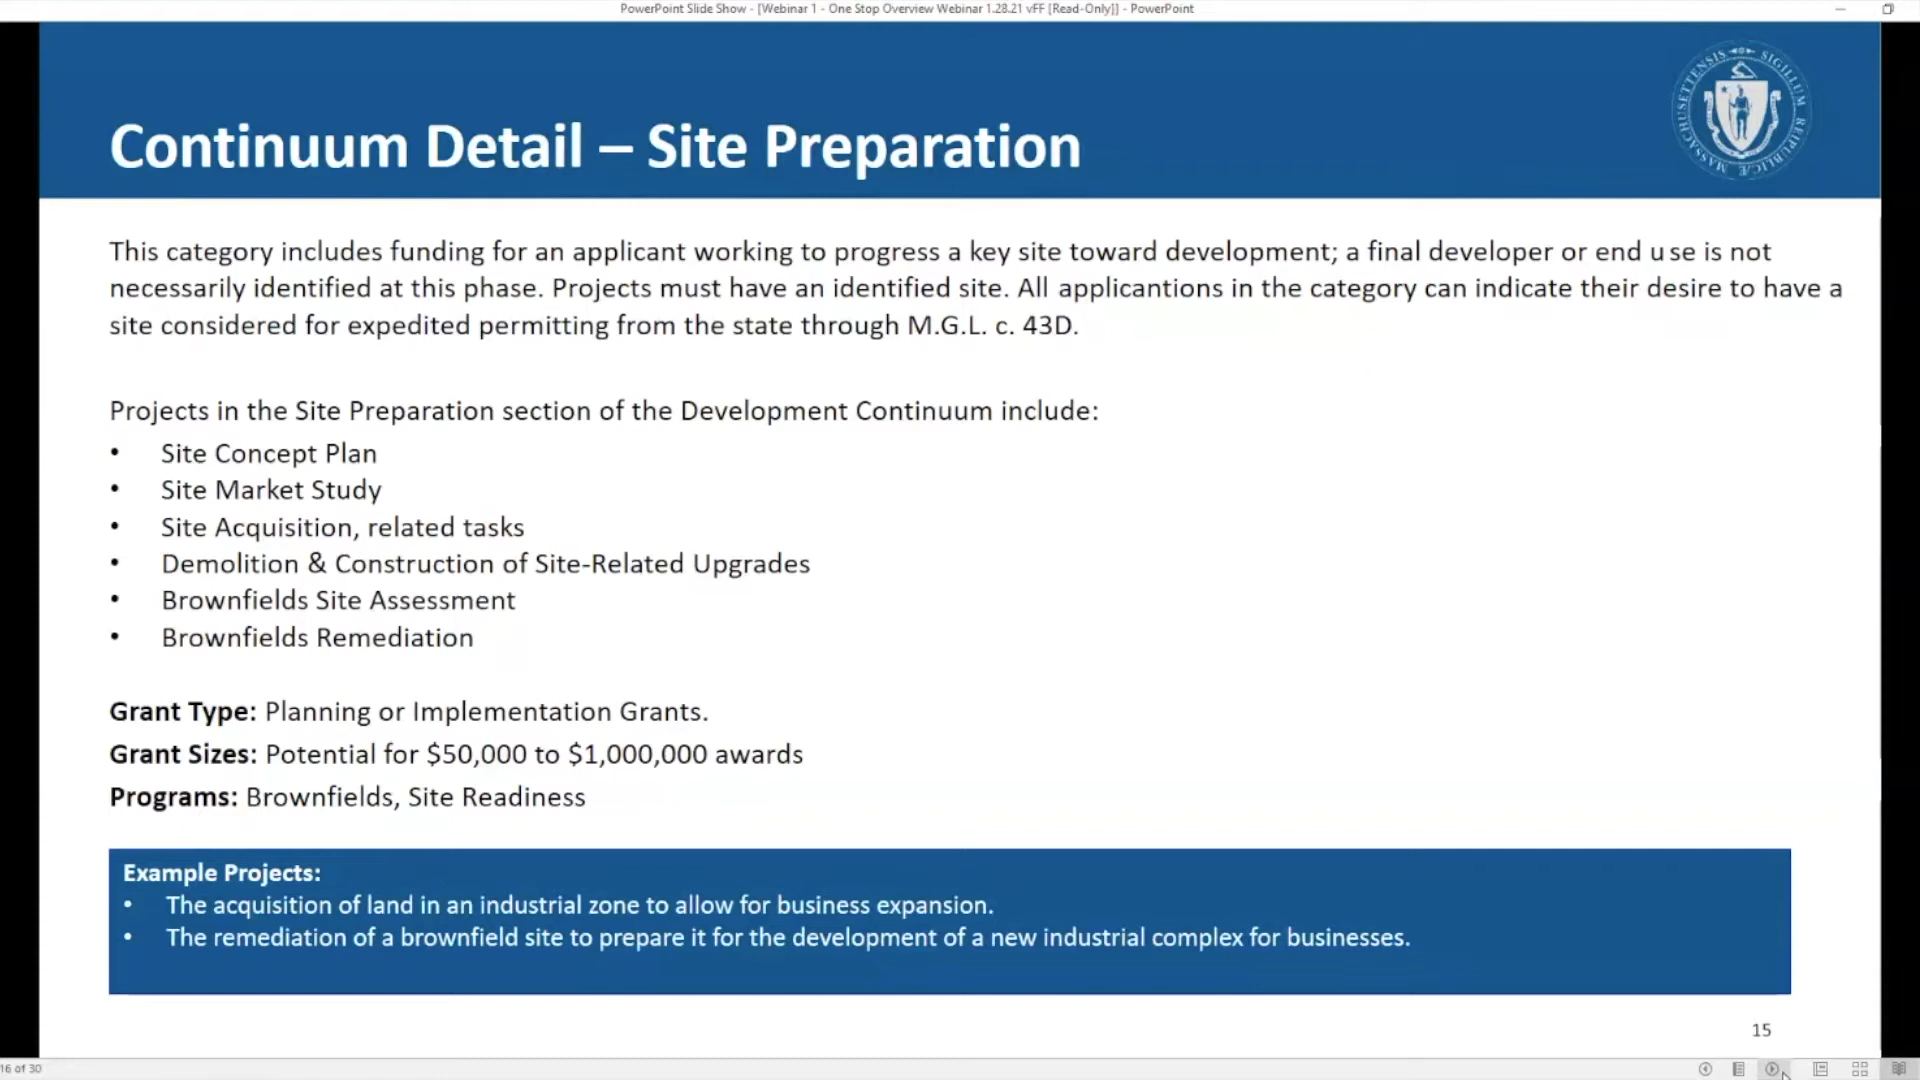 PowerPoint Slide Show - [Webinar 1 - One Stop Overview Webinar 1.28.21 vFF [Read-Only]] - PowerPoint
SIGILLUM REIPUBLICÆ MASSACHUSETTENSIS
Continuum Detail – Site Preparation
This category includes funding for an applicant working to progress a key site toward development; a final developer or end use is not
necessarily identified at this phase. Projects must have an identified site. All applicantions in the category can indicate their desire to have a
site considered for expedited permitting from the state through M.G.L. c. 43D.
Projects in the Site Preparation section of the Development Continuum include:
• Site Concept Plan
• Site Market Study
• Site Acquisition, related tasks
• Demolition & Construction of Site-Related Upgrades
• Brownfields Site Assessment
• Brownfields Remediation
Grant Type: Planning or Implementation Grants.
Grant Sizes: Potential for $50,000 to $1,000,000 awards
Programs: Brownfields, Site Readiness
Example Projects:
• The acquisition of land in an industrial zone to allow for business expansion.
• The remediation of a brownfield site to prepare it for the development of a new industrial complex for businesses.
15
16 of 30